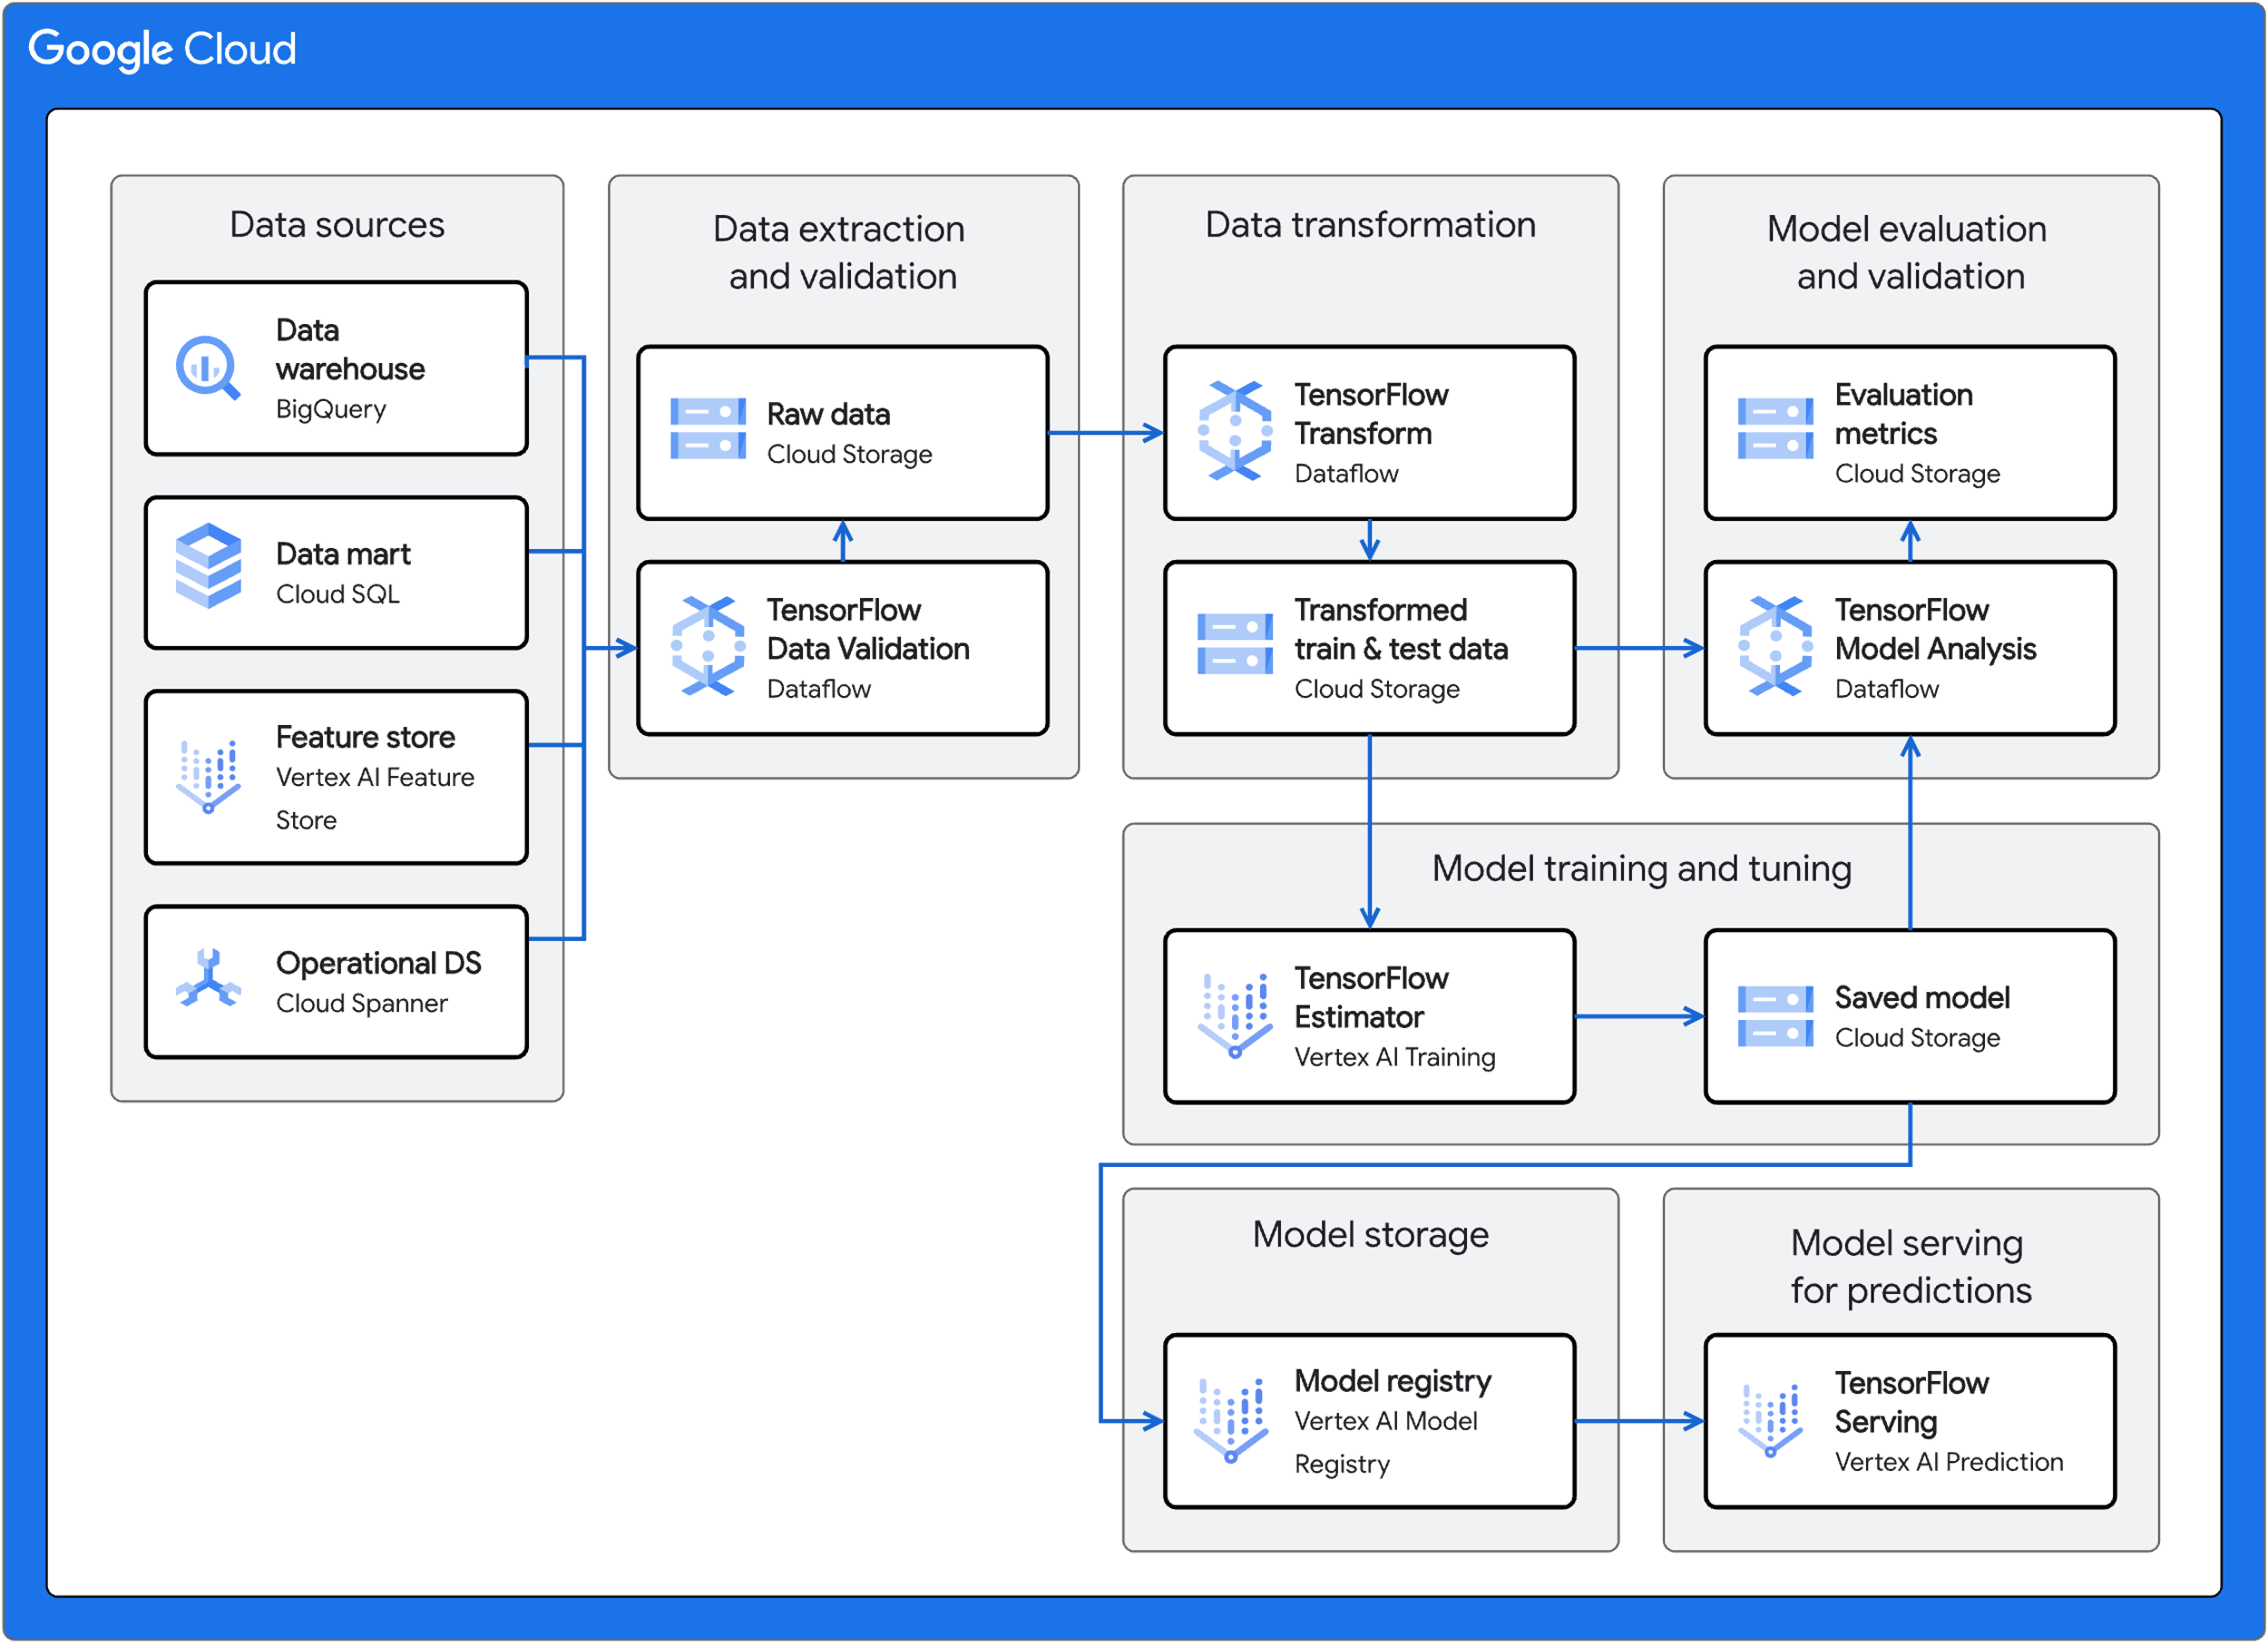 Google Cloud
Data sources
Data
warehouse
BigQuery
Data mart
Cloud SQL
Feature store
Vertex AI Feature
Store
Operational DS
Cloud Spanner
Data extraction
and validation
Raw data
Cloud Storage
TensorFlow
Data Validation
Dataflow
Data transformation
TensorFlow
Transform
Dataflow
Transformed
train & test data
Cloud Storage
Model evaluation
and validation
Evaluation
metrics
Cloud Storage
TensorFlow
Model Analysis
Dataflow
Model training and tuning
TensorFlow
Estimator
Vertex AI Training
Saved model
Cloud Storage
Model storage
Model registry
Vertex AI Model
Registry
Model serving
for predictions
TensorFlow
Serving
Vertex AI Prediction